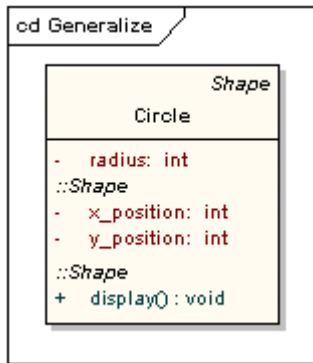 cd Generalize
Shape
Circle
- radius: int
::Shape
- x_position: int
- y_position: int
::Shape
+ display() : void